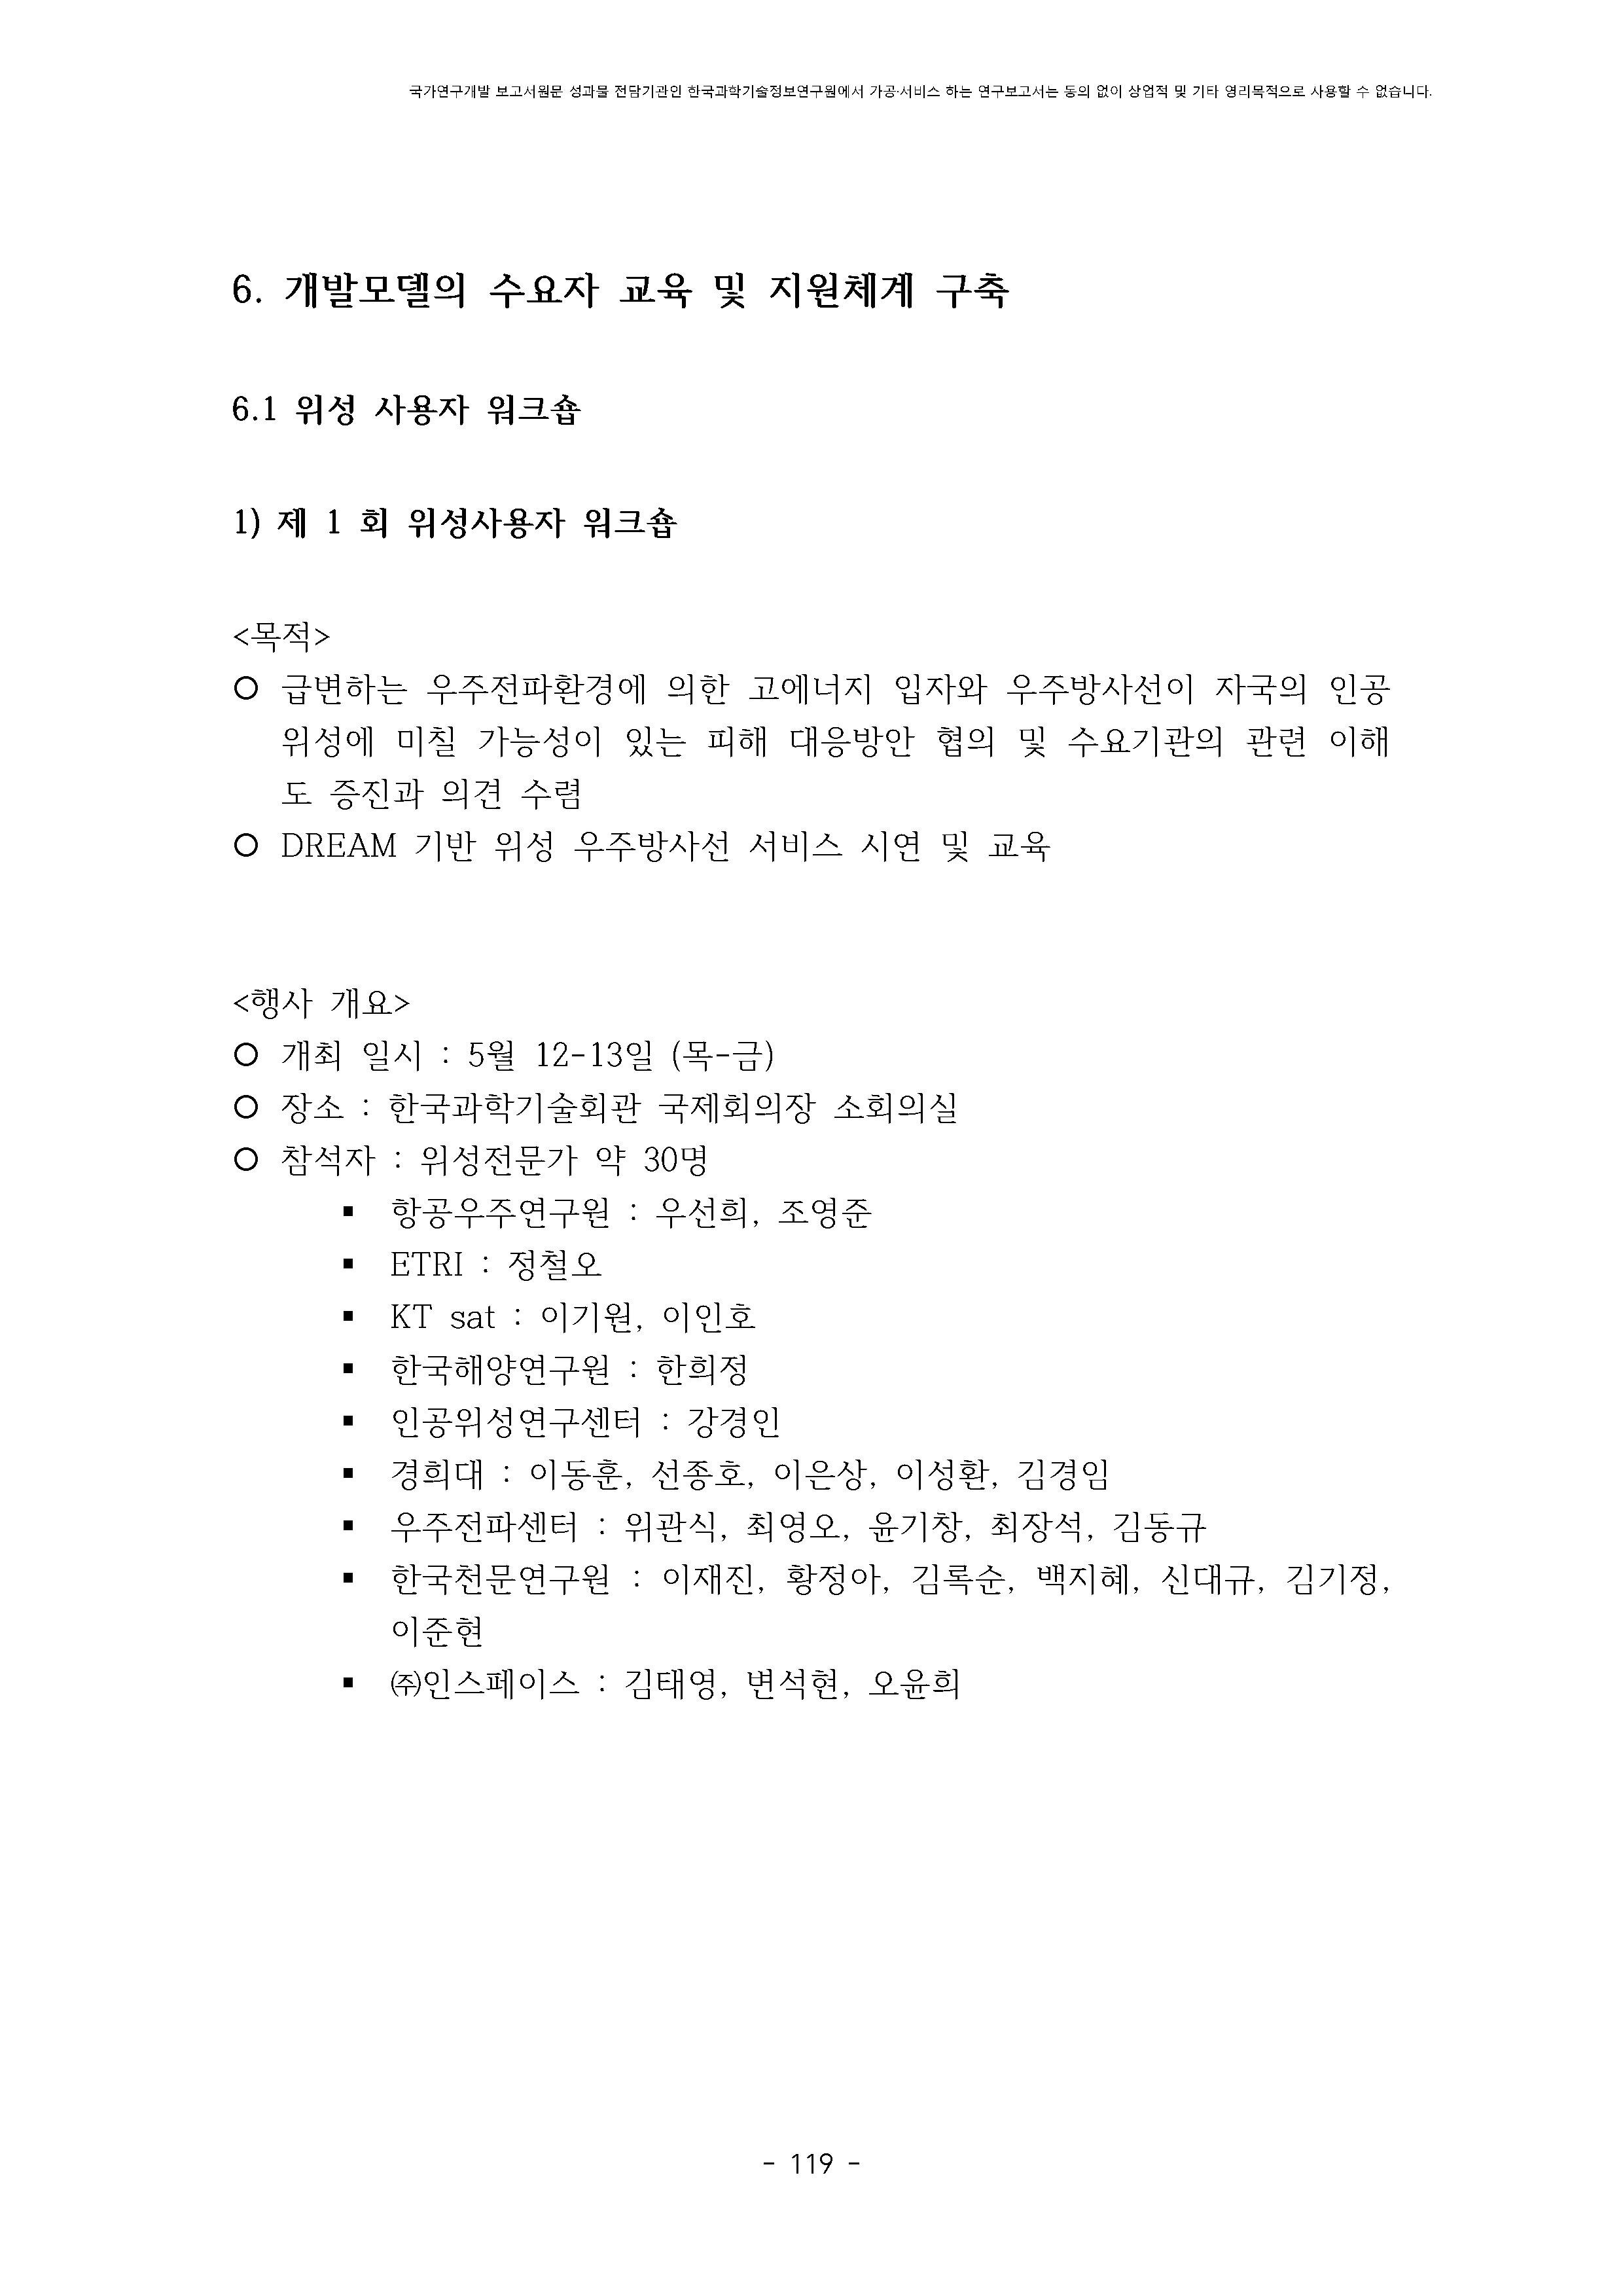 국가연구개발 보고서원문 성과물 전담기관인 한국과학기술정보연구원에서 가공·서비스 하는 연구보고서는 동의 없이 상업적 및 기타 영리목적으로 사용할 수 없습니다.
6. 개발모델의 수요자 교육 및 지원체계 구축
6.1 위성 사용자 워크숍
1) 제 1 회 위성사용자 워크숍
<목적>
○ 급변하는 우주전파환경에 의한 고에너지 입자와 우주방사선이 자국의 인공
위성에 미칠 가능성이 있는 피해 대응방안 협의 및 수요기관의 관련 이해
도 증진과 의견 수렴
○ DREAM 기반 위성 우주방사선 서비스 시연 및 교육
<행사 개요>
○ 개최 일시 : 5월 12-13일 (목-금)
○ 장소 : 한국과학기술회관 국제회의장 소회의실
○ 참석자 : 위성전문가 약 30명
▪ 항공우주연구원 : 우선희, 조영준
▪ ETRI : 정철오
▪ KT sat : 이기원, 이인호
▪ 한국해양연구원 : 한희정
▪ 인공위성연구센터 : 강경인
▪ 경희대 : 이동훈, 선종호, 이은상, 이성환, 김경임
▪ 우주전파센터 : 위관식, 최영오, 윤기창, 최장석, 김동규
▪ 한국천문연구원 : 이재진, 황정아, 김록순, 백지혜, 신대규, 김기정,
이준현
▪ ㈜인스페이스 : 김태영, 변석현, 오윤희
- 119 -